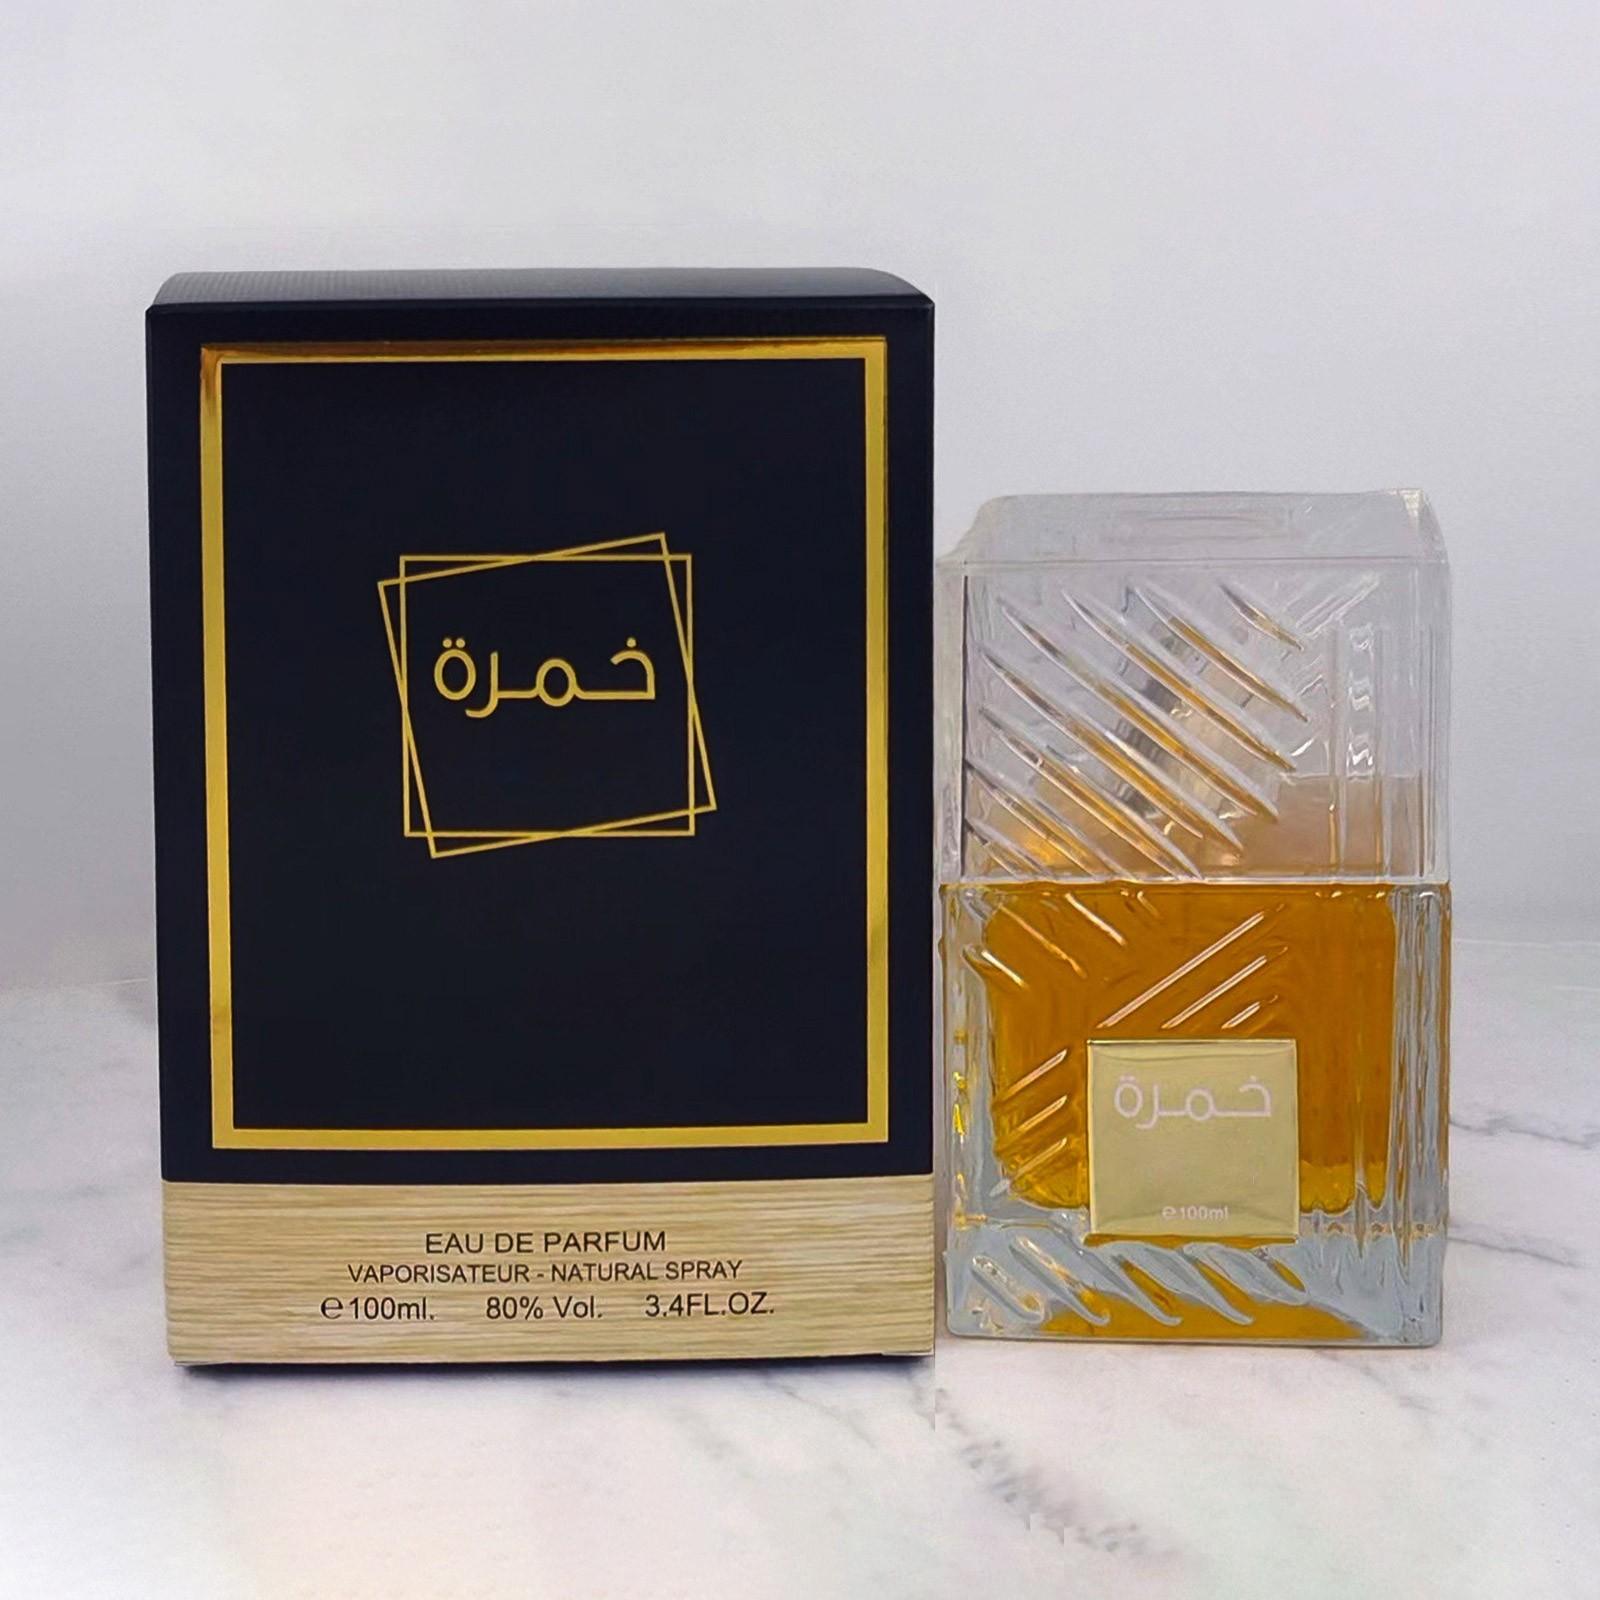 خمرة
EAU DE PARFUM
VAPORISATEUR - NATURAL SPRAY
℮100ml. 80% Vol. 3.4FL.OZ.
خمرة
℮100ml